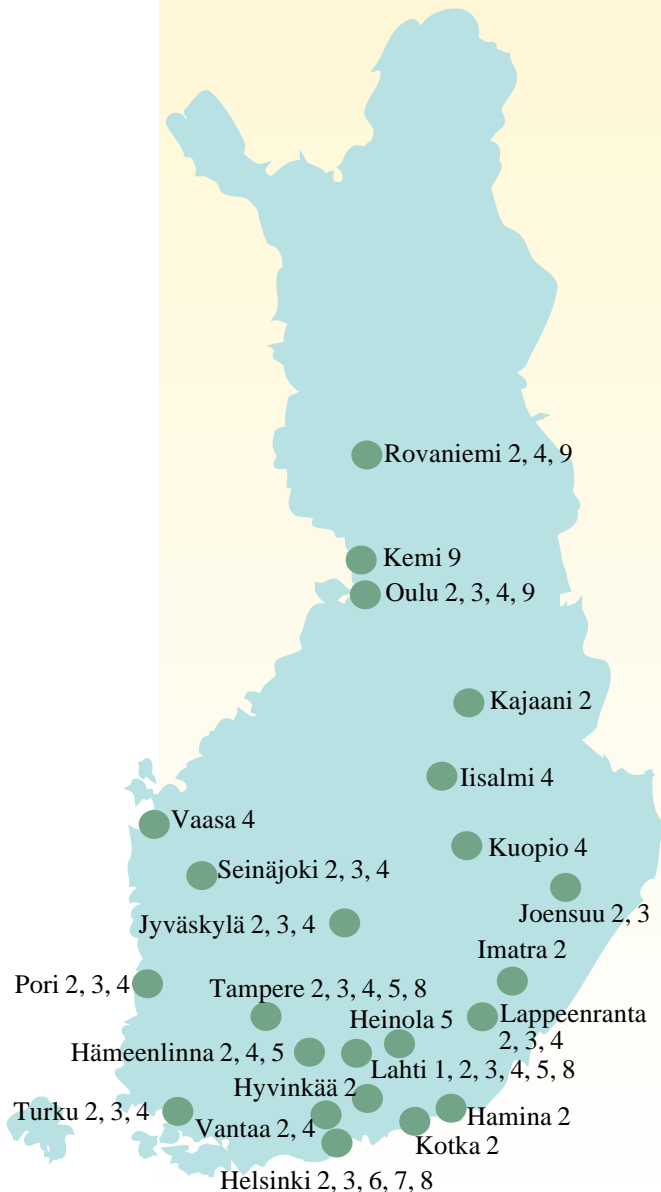 Rovaniemi 2, 4, 9
Kemi 9
Oulu 2, 3, 4, 9
Kajaani 2
Iisalmi 4
Vaasa 4
Kuopio 4
Seinäjoki 2, 3, 4
Joensuu 2, 3
Jyväskylä 2, 3, 4
Imatra 2
Pori 2, 3, 4
Tampere 2, 3, 4, 5, 8
Lappeenranta
2, 3, 4
Heinola 5
Hämeenlinna 2, 4, 5
Lahti 1, 2, 3, 4, 5, 8
Hyvinkää 2
Turku 2, 3, 4
Hamina 2
Vantaa 2, 4
Kotka 2
Helsinki 2, 3, 6, 7, 8